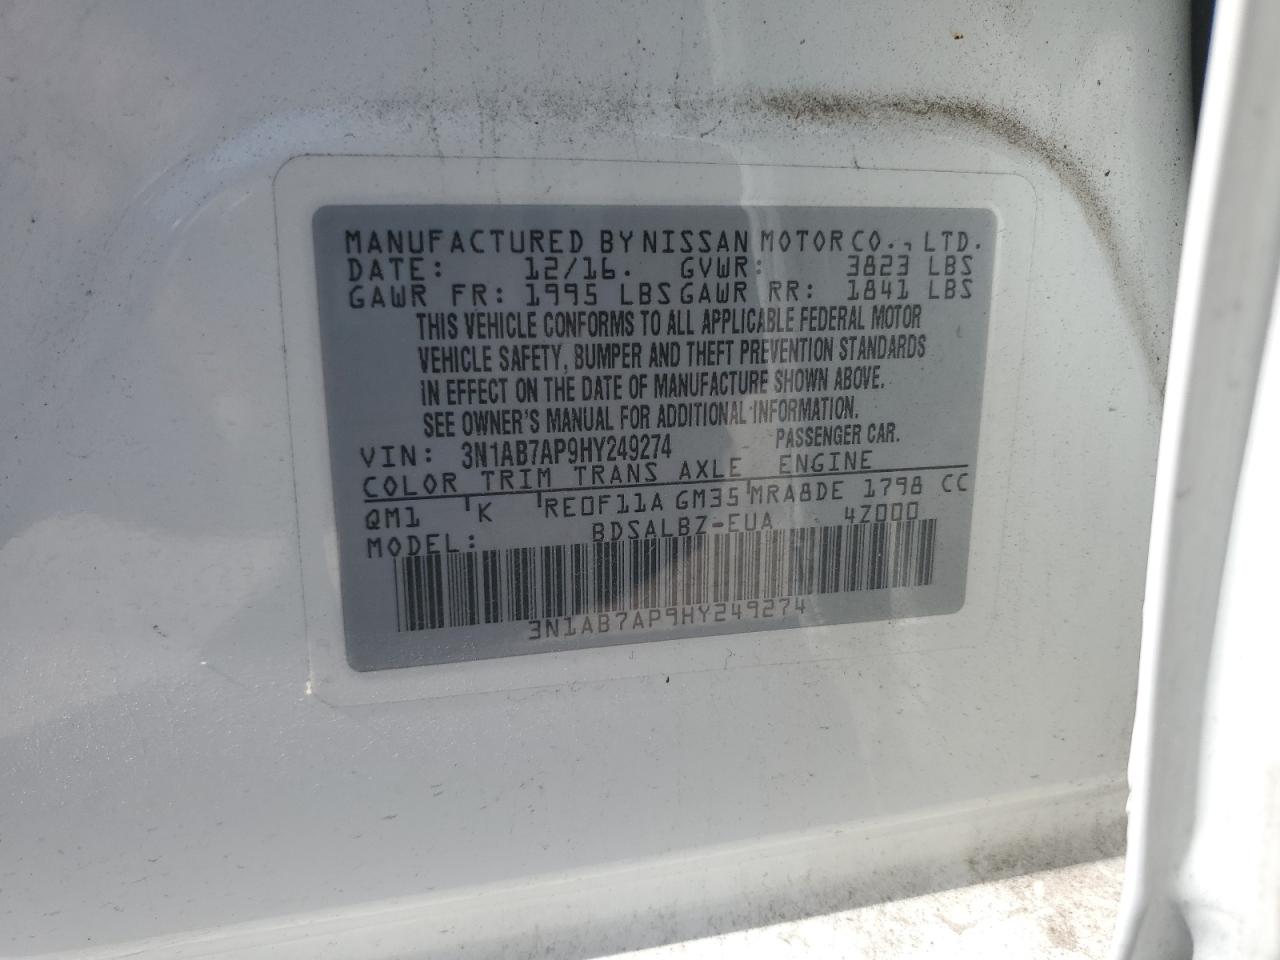 MANUFACTURED BY NISSAN MOTOR CO., LTD.
DATE: 12/16. GVWR: 3823 LBS
GAWR FR: 1995 LBS GAWR RR: 1841 LBS
THIS VEHICLE CONFORMS TO ALL APPLICABLE FEDERAL MOTOR
VEHICLE SAFETY, BUMPER AND THEFT PREVENTION STANDARDS
IN EFFECT ON THE DATE OF MANUFACTURE SHOWN ABOVE.
SEE OWNER'S MANUAL FOR ADDITIONAL INFORMATION.
VIN: 3N1AB7AP9HY249274 PASSENGER CAR.
COLOR TRIM TRANS AXLE ENGINE
QM1 K RE0F11A GM35 MRA8DE 1798 CC
MODEL: BDSALBZ-EUA 4Z000
3N1AB7AP9HY249274